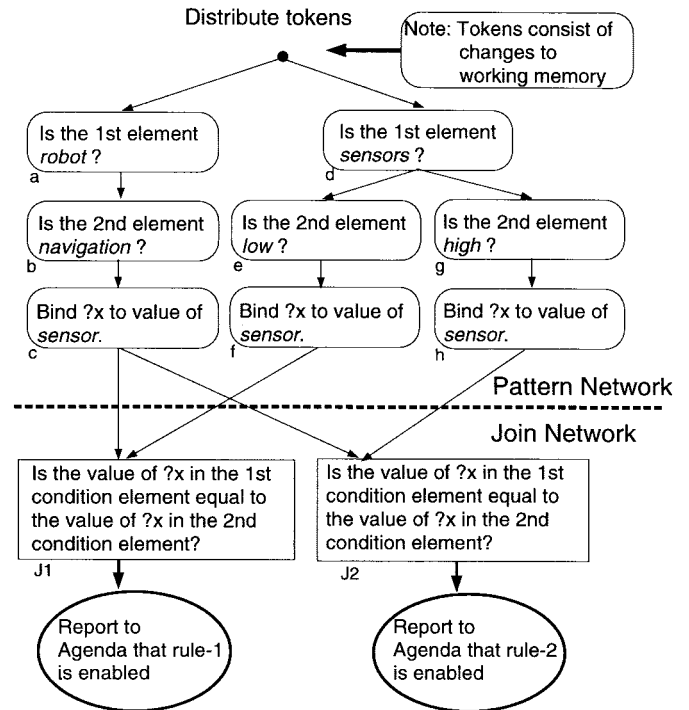 Distribute tokens
Note: Tokens consist of
changes to
working memory
Is the 1st element
robot ?
a
Is the 1st element
sensors ?
d
Is the 2nd element
navigation ?
b
Is the 2nd element
low ?
e
Is the 2nd element
high ?
g
Bind ?x to value of
sensor.
c
Bind ?x to value of
sensor.
f
Bind ?x to value of
sensor.
h
Pattern Network
Join Network
Is the value of ?x in the 1st
condition element equal to
the value of ?x in the 2nd
condition element?
J1
Is the value of ?x in the 1st
condition element equal to
the value of ?x in the 2nd
condition element?
J2
Report to
Agenda that rule-1
is enabled
Report to
Agenda that rule-2
is enabled